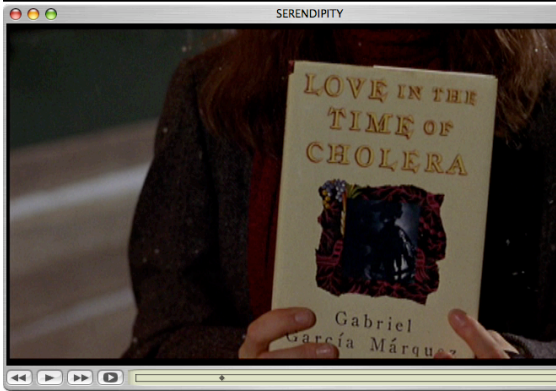 SERENDIPITY
LOVE IN THE
TIME OF
CHOLERA
Gabriel
García Márquez